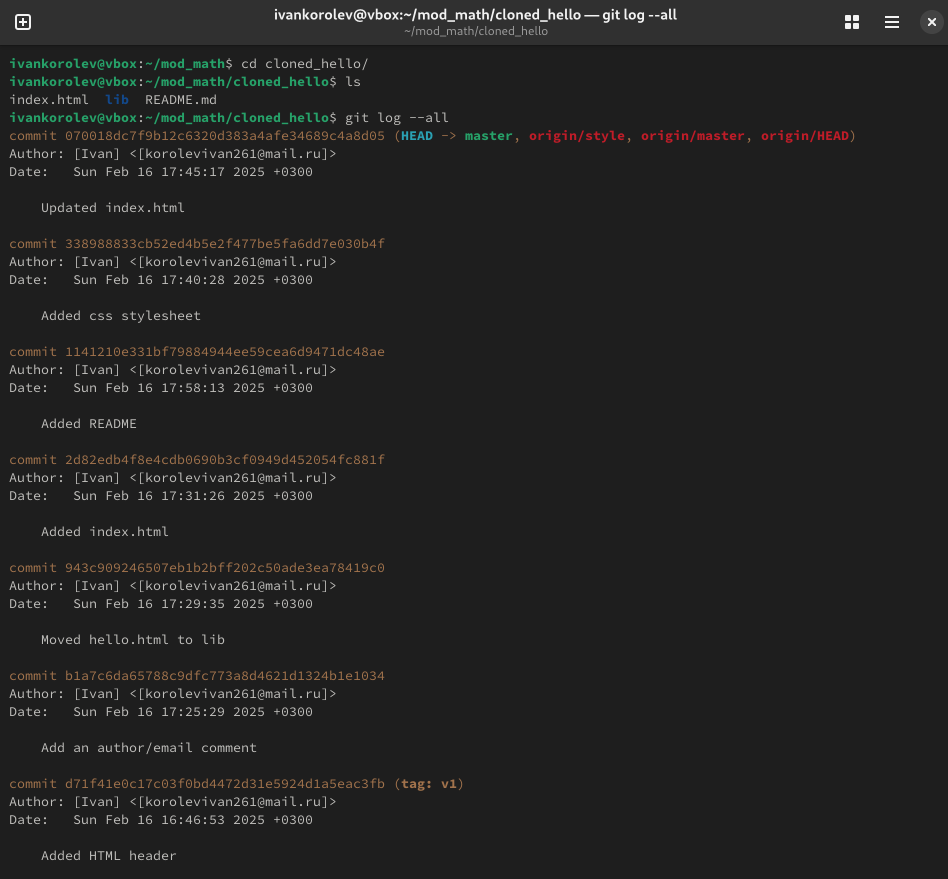 ivankorolev@vbox:~/mod_math/cloned_hello — git log --all
~/mod_math/cloned_hello
ivankorolev@vbox:~/mod_math$ cd cloned_hello/
ivankorolev@vbox:~/mod_math/cloned_hello$ ls
index.html  lib  README.md
ivankorolev@vbox:~/mod_math/cloned_hello$ git log --all
commit 070018dc7f9b12c6320d383a4afe34689c4a8d05 (HEAD -> master, origin/style, origin/master, origin/HEAD)
Author: [Ivan] <[korolevivan261@mail.ru]>
Date:   Sun Feb 16 17:45:17 2025 +0300
    Updated index.html
commit 338988833cb52ed4b5e2f477be5fa6dd7e030b4f
Author: [Ivan] <[korolevivan261@mail.ru]>
Date:   Sun Feb 16 17:40:28 2025 +0300
    Added css stylesheet
commit 1141210e331bf79884944ee59cea6d9471dc48ae
Author: [Ivan] <[korolevivan261@mail.ru]>
Date:   Sun Feb 16 17:58:13 2025 +0300
    Added README
commit 2d82edb4f8e4cdb0690b3cf0949d452054fc881f
Author: [Ivan] <[korolevivan261@mail.ru]>
Date:   Sun Feb 16 17:31:26 2025 +0300
    Added index.html
commit 943c909246507eb1b2bff202c50ade3ea78419c0
Author: [Ivan] <[korolevivan261@mail.ru]>
Date:   Sun Feb 16 17:29:35 2025 +0300
    Moved hello.html to lib
commit b1a7c6da65788c9dfc773a8d4621d1324b1e1034
Author: [Ivan] <[korolevivan261@mail.ru]>
Date:   Sun Feb 16 17:25:29 2025 +0300
    Add an author/email comment
commit d71f41e0c17c03f0bd4472d31e5924d1a5eac3fb (tag: v1)
Author: [Ivan] <[korolevivan261@mail.ru]>
Date:   Sun Feb 16 16:46:53 2025 +0300
    Added HTML header